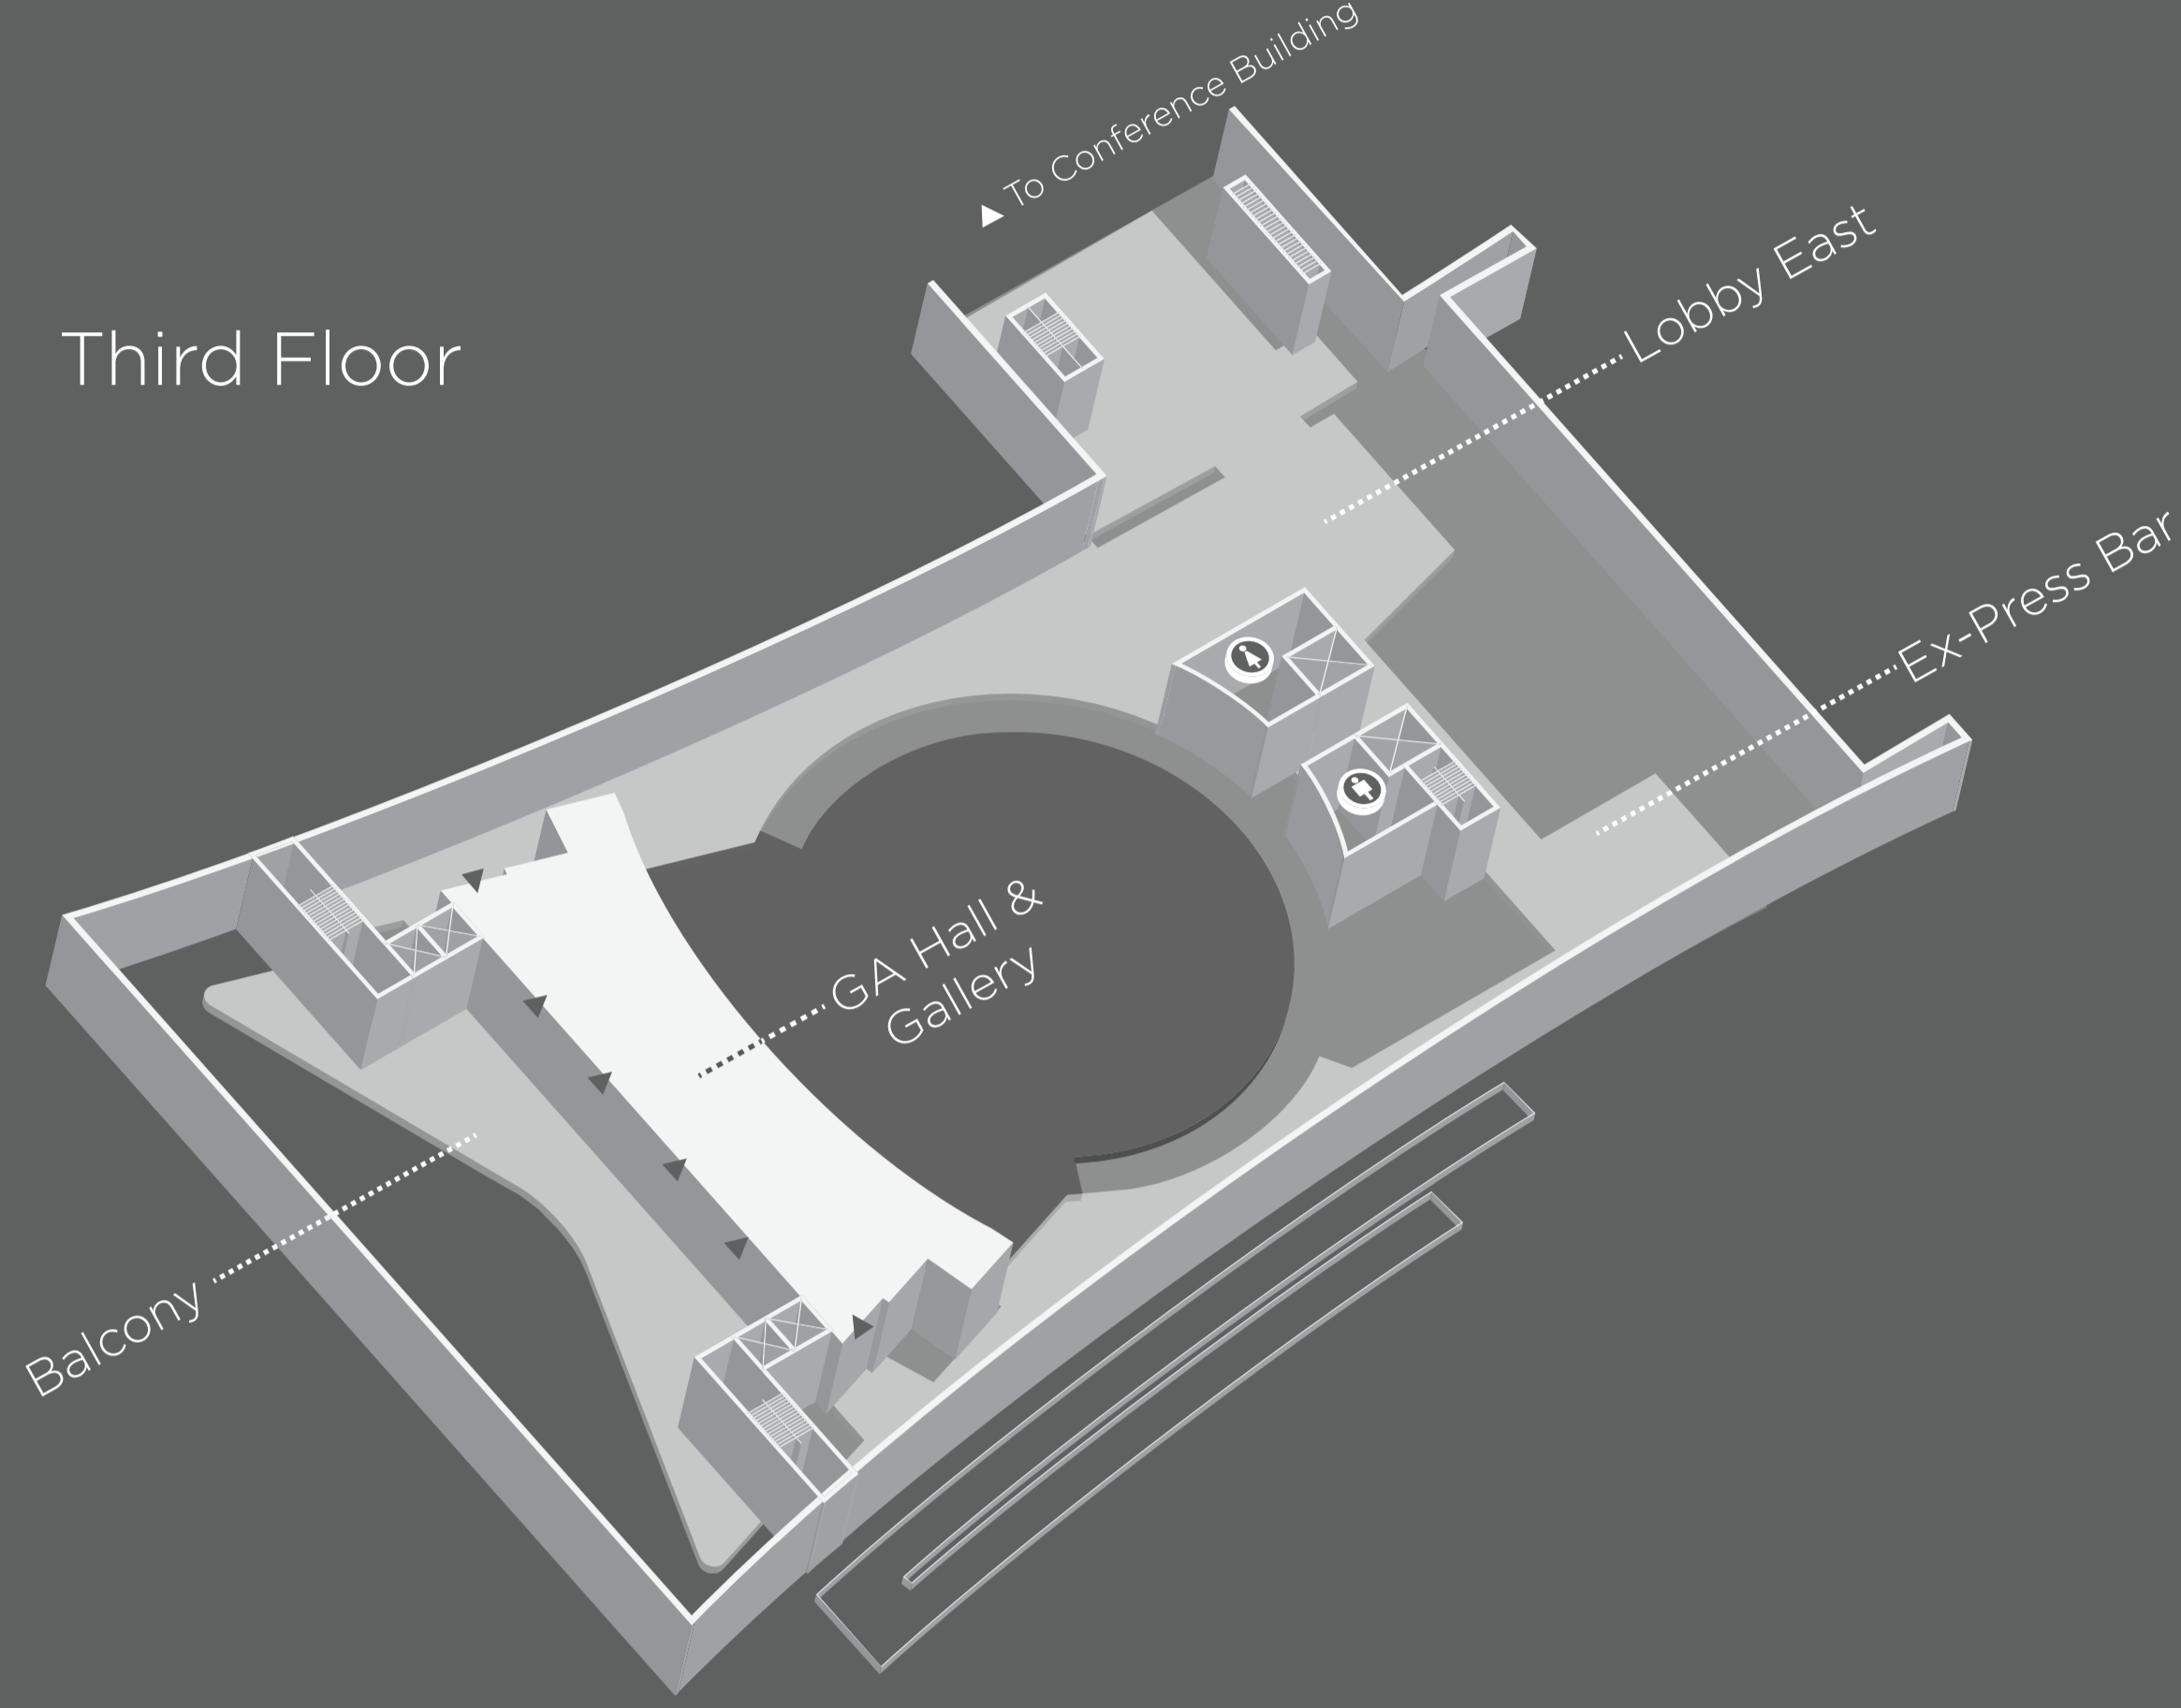 To Conference Building
Third Floor
Lobby East
Ex-Press Bar
GA Hall &
Gallery
Balcony